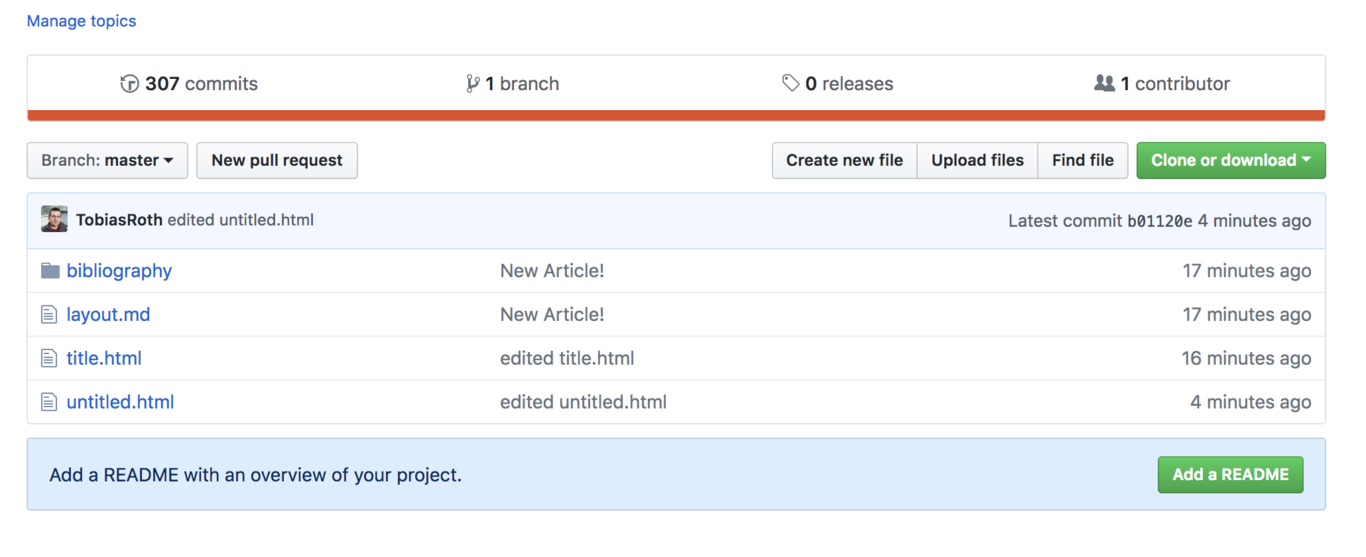 Manage topics
307 commits 1 branch 0 releases 1 contributor
Branch: master New pull request Create new file Upload files Find file Clone or download
TobiasRoth edited untitled.html Latest commit b01120e 4 minutes ago
bibliography New Article! 17 minutes ago
layout.md New Article! 17 minutes ago
title.html edited title.html 16 minutes ago
untitled.html edited untitled.html 4 minutes ago
Add a README with an overview of your project. Add a README